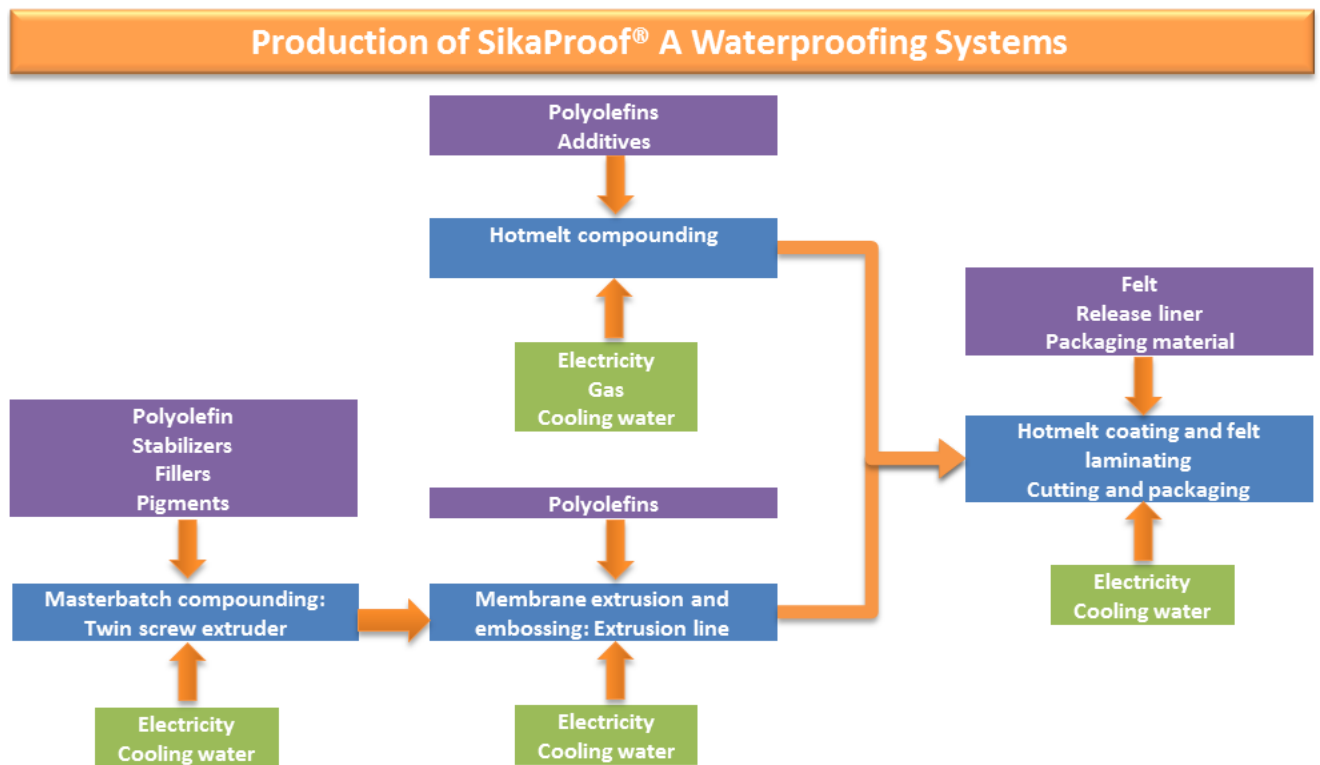 Production of SikaProof® A Waterproofing Systems
Polyolefins
Additives
Hotmelt compounding
Electricity
Gas
Cooling water
Felt
Release liner
Packaging material
Polyolefin
Stabilizers
Fillers
Pigments
Polyolefins
Hotmelt coating and felt
laminating
Cutting and packaging
Masterbatch compounding:
Twin screw extruder
Membrane extrusion and
embossing: Extrusion line
Electricity
Cooling water
Electricity
Cooling water
Electricity
Cooling water